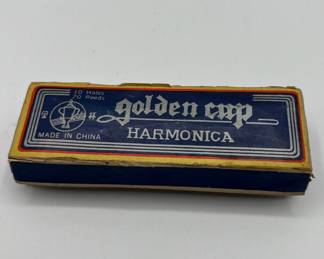 10 Holes
20 Reeds
golden cup
MADE IN CHINA
HARMONICA